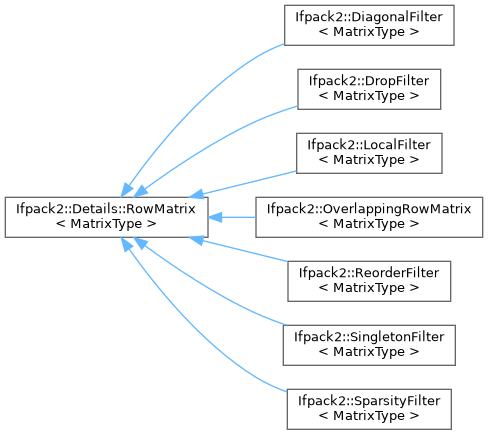 Ifpack2::DiagonalFilter
< MatrixType >
Ifpack2::DropFilter
< MatrixType >
Ifpack2::LocalFilter
< MatrixType >
Ifpack2::Details::RowMatrix
< MatrixType >
Ifpack2::OverlappingRowMatrix
< MatrixType >
Ifpack2::ReorderFilter
< MatrixType >
Ifpack2::SingletonFilter
< MatrixType >
Ifpack2::SparsityFilter
< MatrixType >